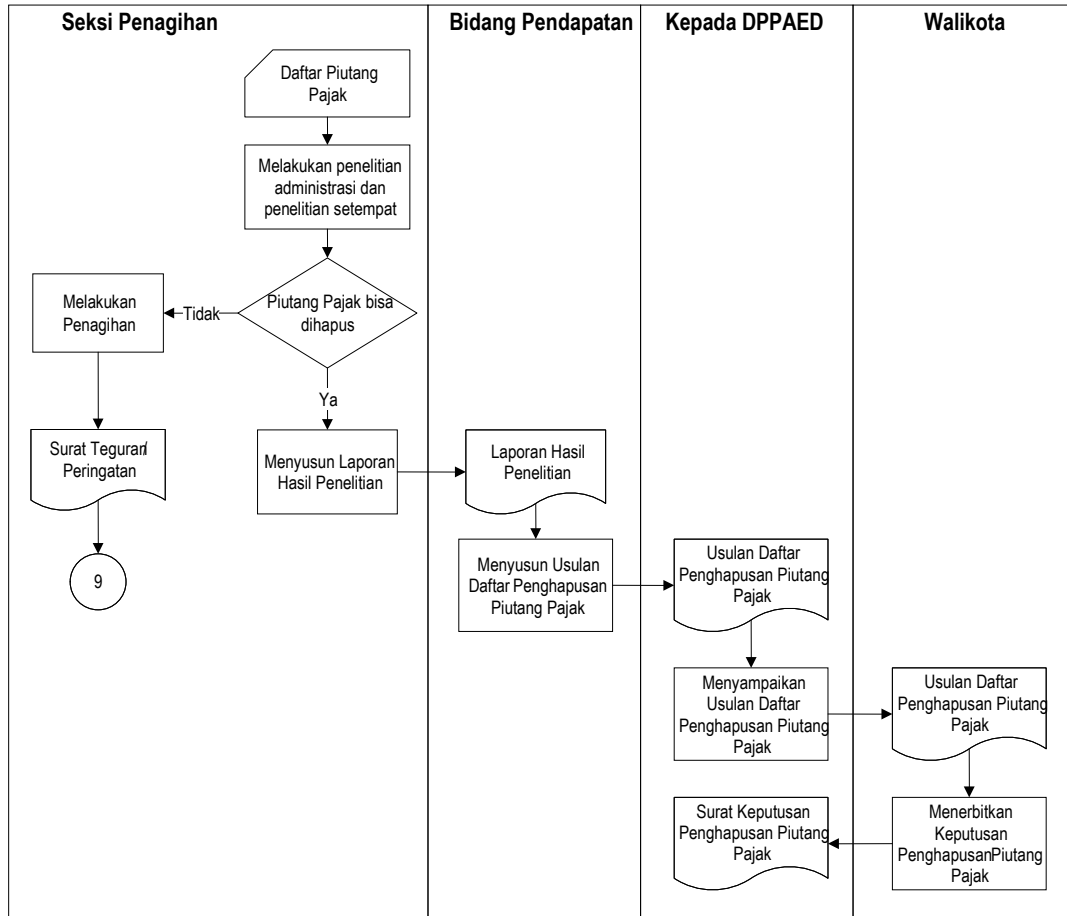 Seksi Penagihan
Bidang Pendapatan
Kepada DPPAED
Walikota
Daftar Piutang
Pajak
Melakukan penelitian
administrasi dan
penelitian setempat
Piutang Pajak bisa
dihapus
Tidak
Melakukan
Penagihan
Ya
Surat Teguran/
Peringatan
9
Menyusun Laporan
Hasil Penelitian
Laporan Hasil
Penelitian
Menyusun Usulan
Daftar Penghapusan
Piutang Pajak
Usulan Daftar
Penghapusan Piutang
Pajak
Menyampaikan
Usulan Daftar
Penghapusan Piutang
Pajak
Usulan Daftar
Penghapusan Piutang
Pajak
Menerbitkan
Keputusan
PenghapusanPiutang
Pajak
Surat Keputusan
Penghapusan Piutang
Pajak